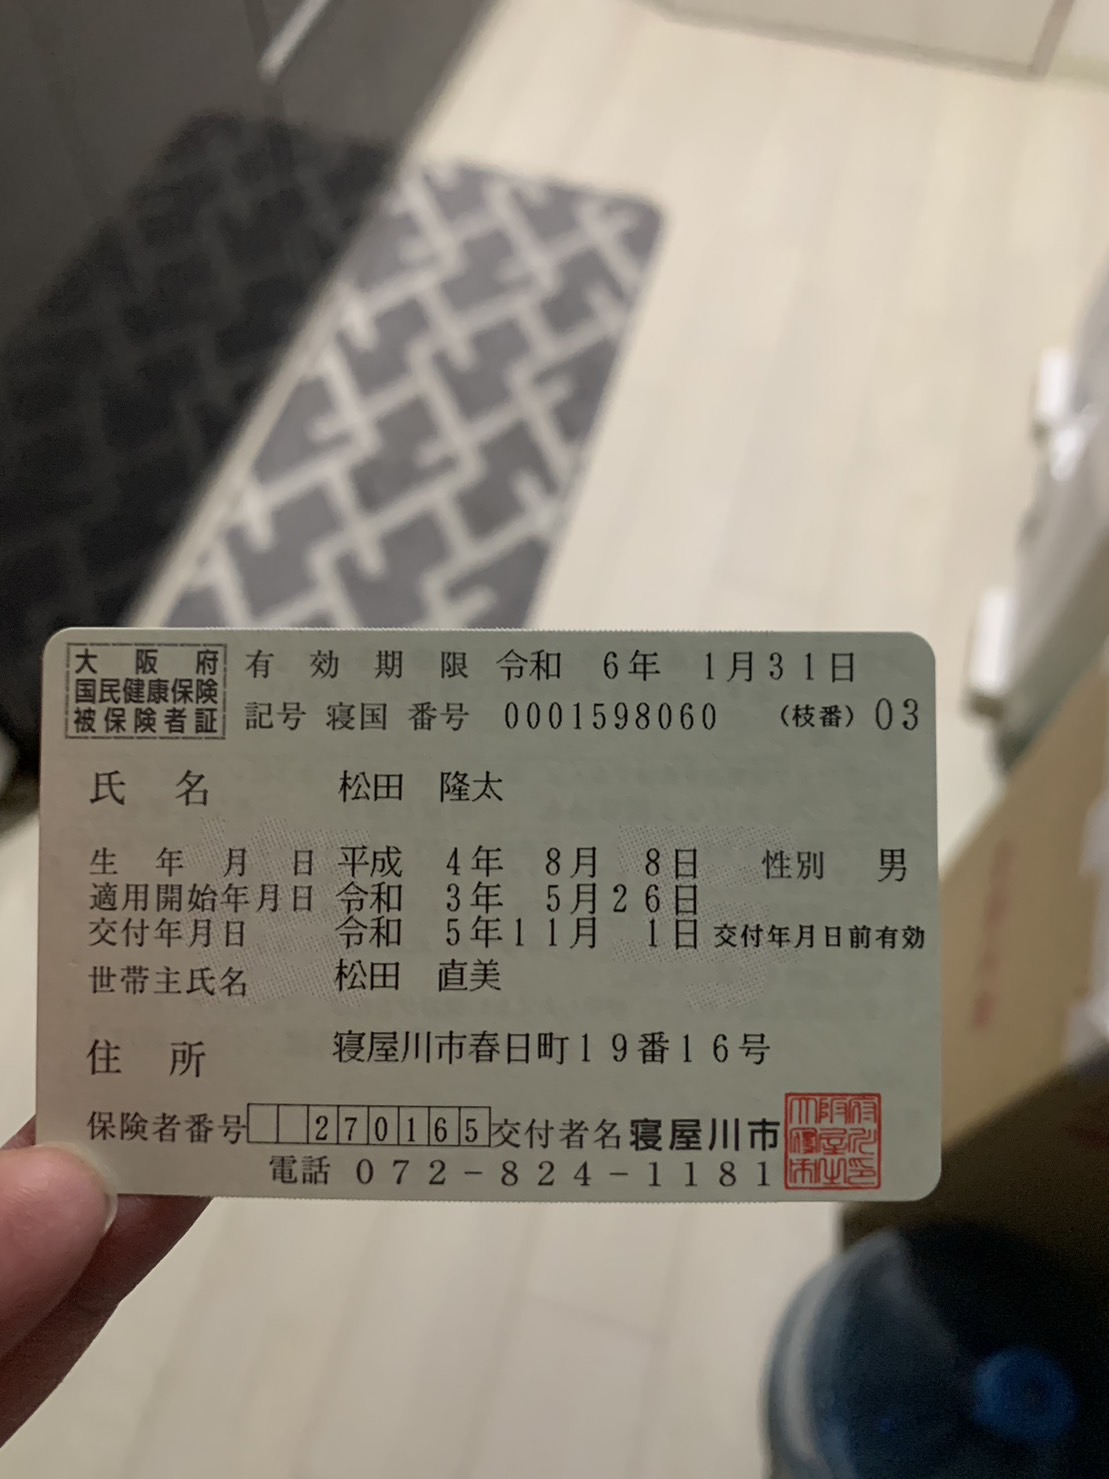 大阪府
国民健康保険
被保険者証
有効期限 令和 6年 1月31日
記号 寝国 番号 0001598060 (枝番) 03
氏名 松田 隆太
生年月日 平成 4年 8月 8日 性別 男
適用開始年月日 令和 3年 5月26日
交付年月日 令和 5年11月 1日 交付年月日前有効
世帯主氏名 松田 直美
住所 寝屋川市春日町19番16号
保険者番号 270165 交付者名 寝屋川市
電話 072-824-1181